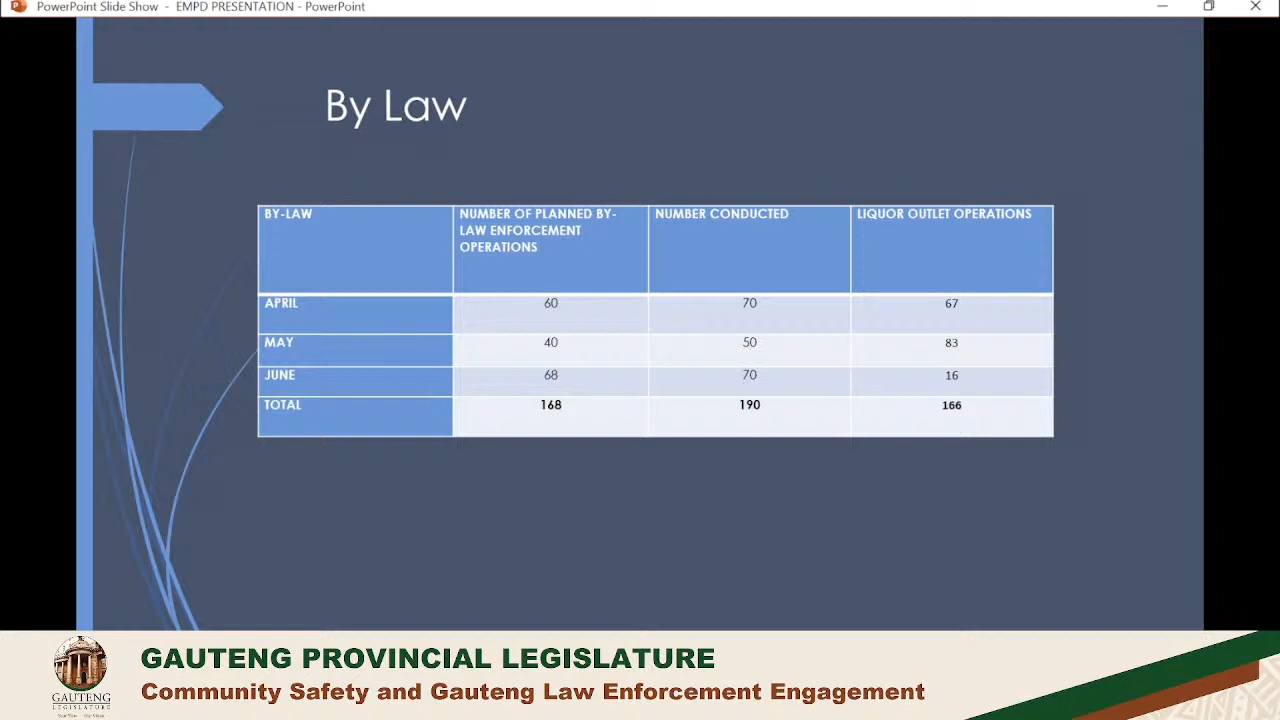 PowerPoint Slide Show - EMPD PRESENTATION - PowerPoint
By Law
BY-LAW
NUMBER OF PLANNED BY-
LAW ENFORCEMENT
OPERATIONS
NUMBER CONDUCTED
LIQUOR OUTLET OPERATIONS
APRIL 60 70 67
MAY 40 50 83
JUNE 68 70 16
TOTAL 168 190 166
GAUTENG PROVINCIAL LEGISLATURE
Community Safety and Gauteng Law Enforcement Engagement
GAUTENG
LEGISLATURE